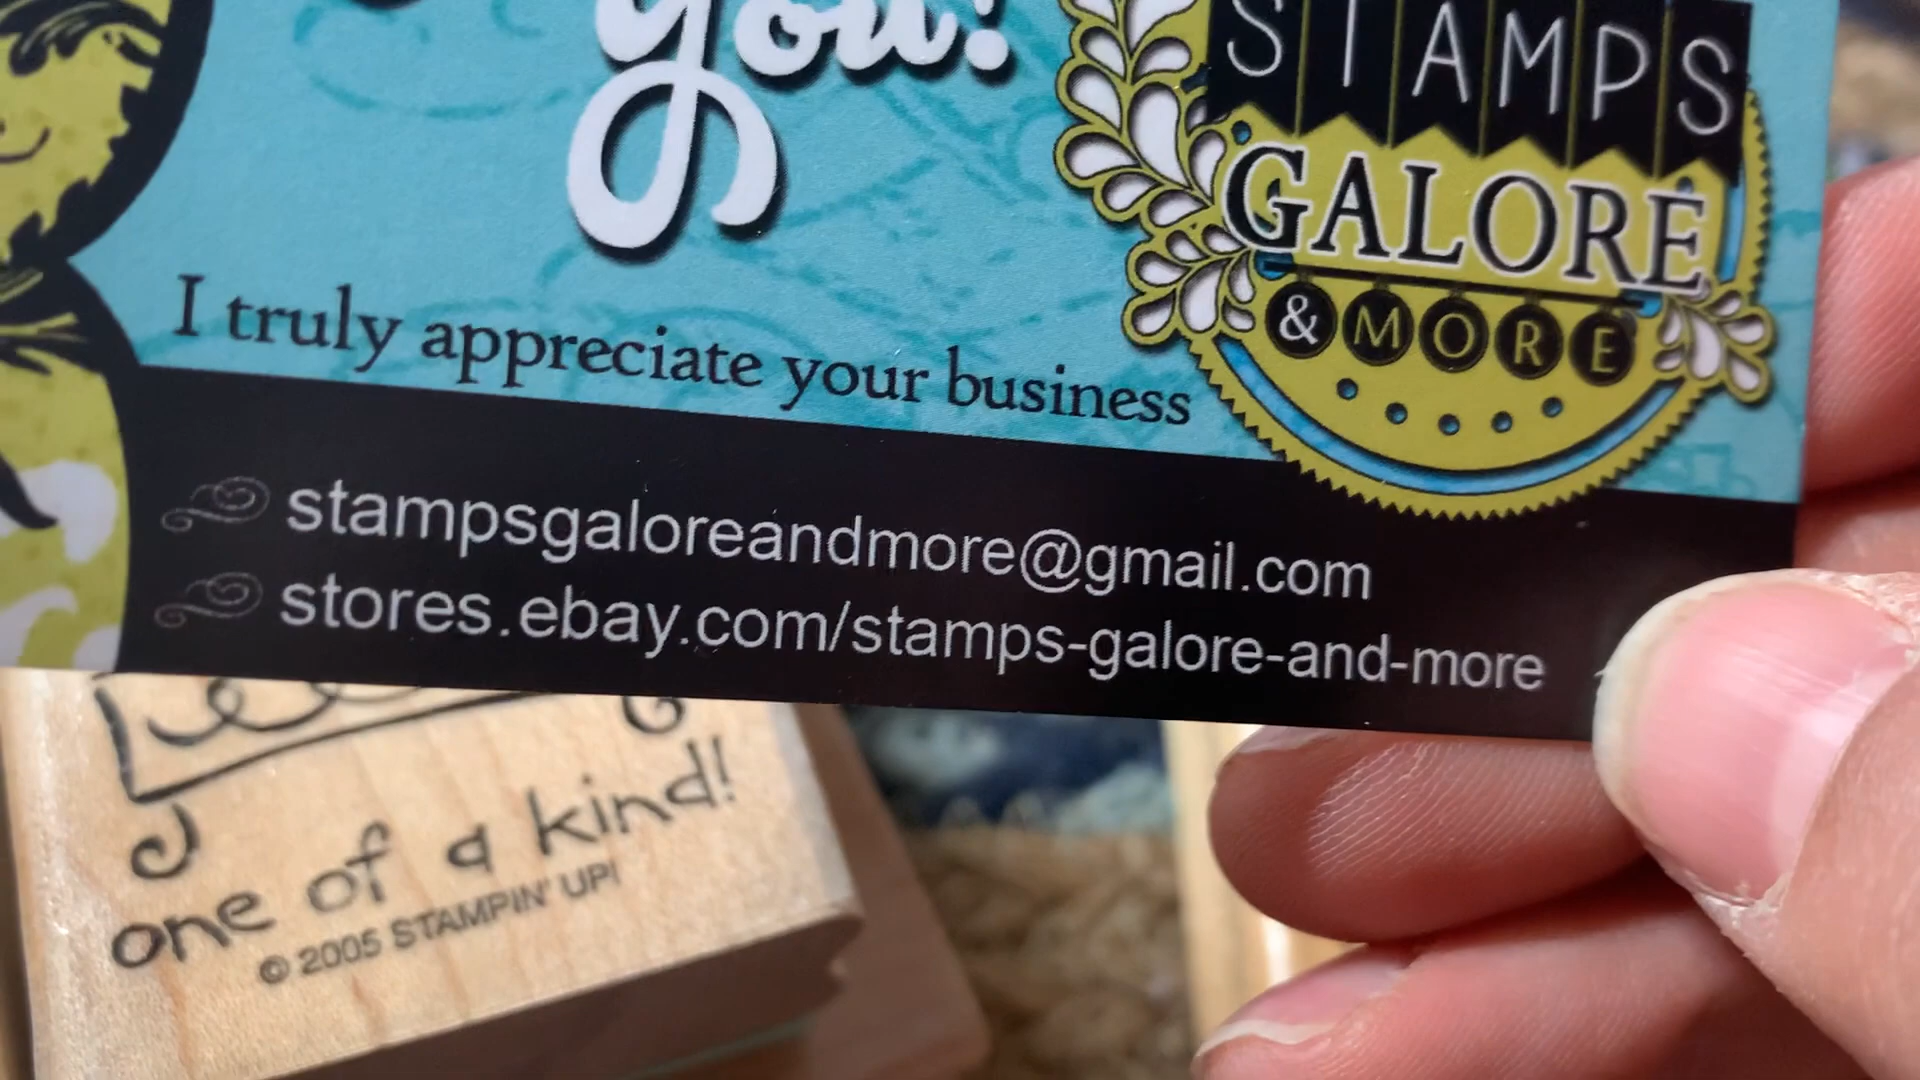 you!
STAMPS
GALORE
& MORE
I truly appreciate your business
stampsgaloreandmore@gmail.com
stores.ebay.com/stamps-galore-and-more
one of a kind!
© 2005 STAMPIN' UP!